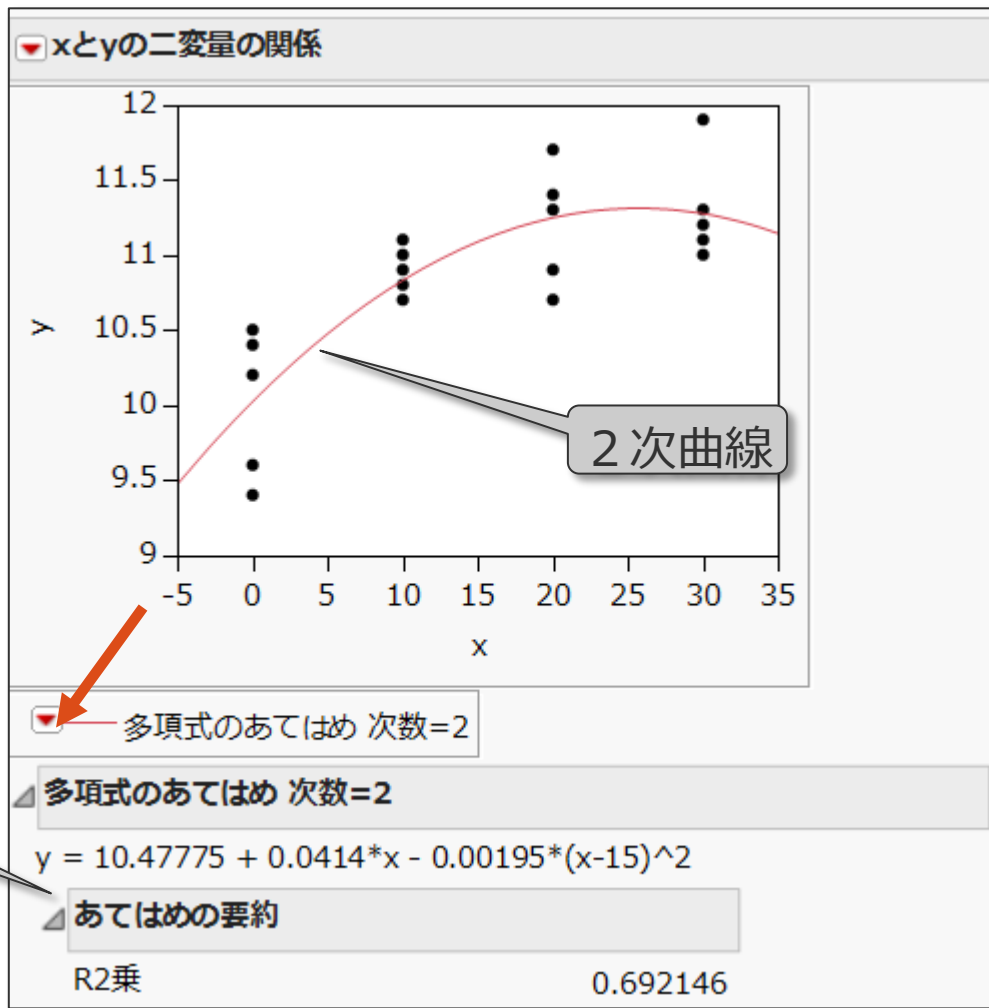 xとyの二変量の関係
12
11.5
11
10.5
10
9.5
9
y
２次曲線
-5 0 5 10 15 20 25 30 35
x
多項式のあてはめ 次数=2
多項式のあてはめ 次数=2
y = 10.47775 + 0.0414*x - 0.00195*(x-15)^2
あてはめの要約
R2乗 0.692146